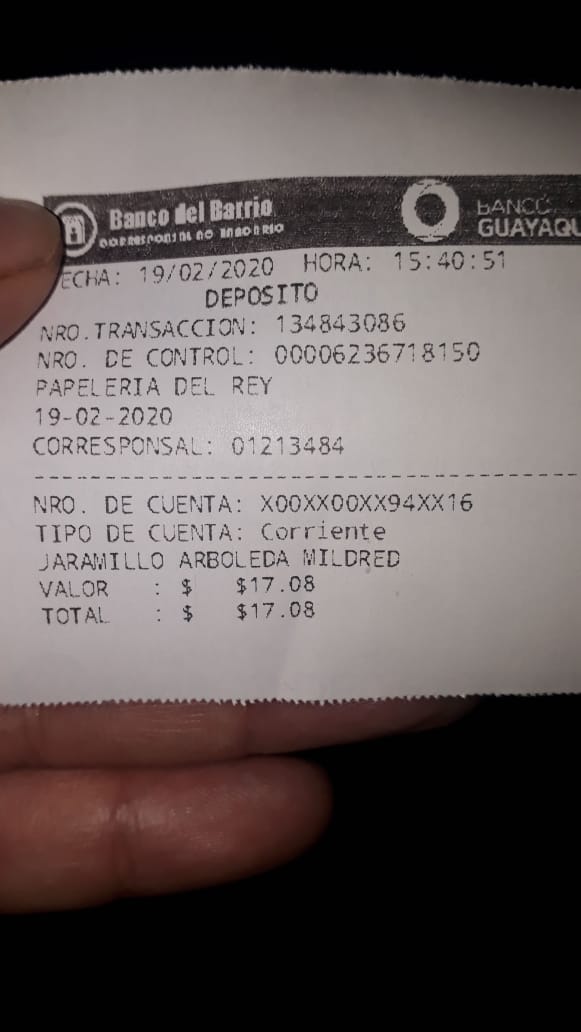 Banco del Barrio
CORRESPONSAL NO BANCARIO
BANCO
GUAYAQU
ECHA: 19/02/2020 HORA: 15:40:51
DEPOSITO
NRO.TRANSACCION: 134843086
NRO. DE CONTROL: 00006236718150
PAPELERIA DEL REY
19-02-2020
CORRESPONSAL: 01213484
NRO. DE CUENTA: X00XX00XX94XX16
TIPO DE CUENTA: Corriente
JARAMILLO ARBOLEDA MILDRED
VALOR : $ $17.08
TOTAL : $ $17.08